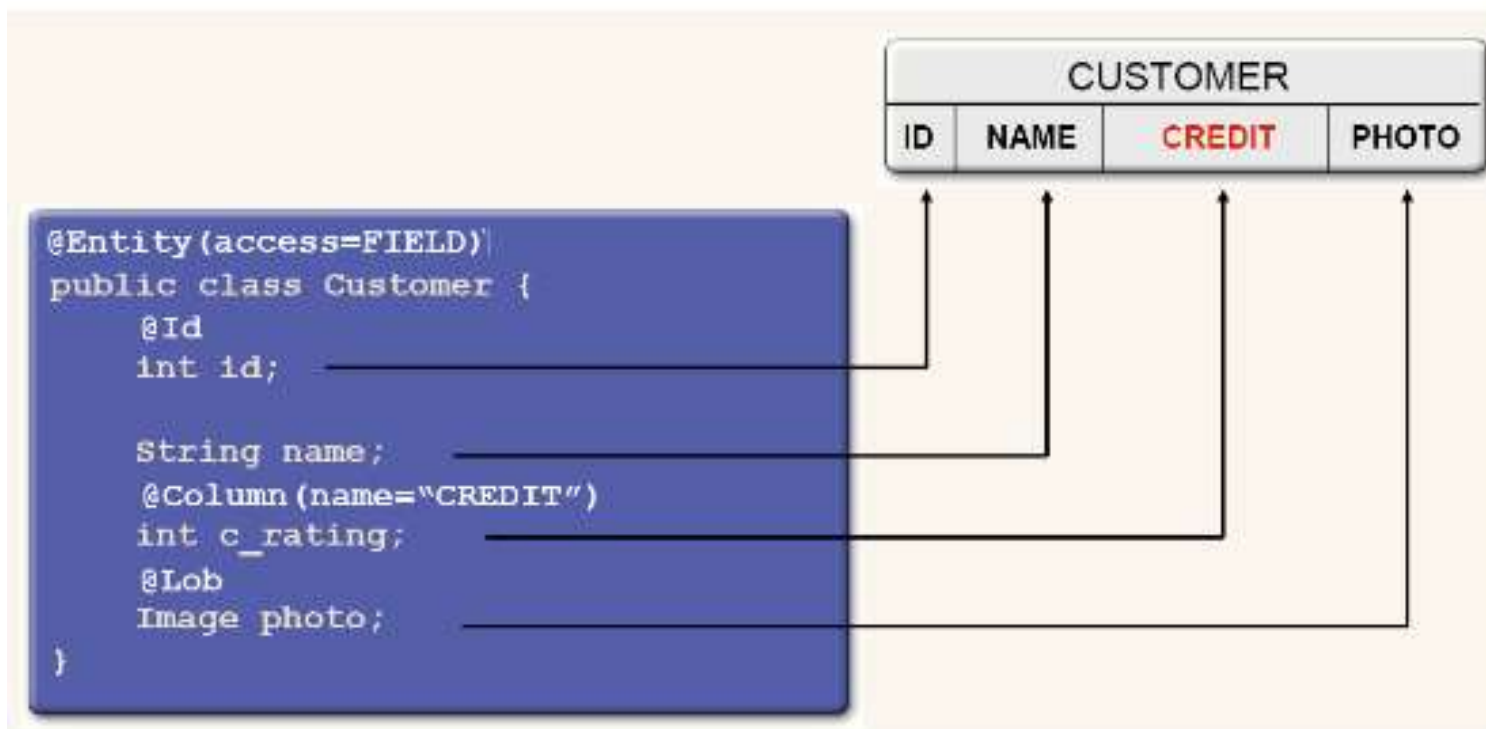 CUSTOMER
ID NAME CREDIT PHOTO
@Entity(access=FIELD)
public class Customer {
@Id
int id;
String name;
@Column(name=“CREDIT”)
int c_rating;
@Lob
Image photo;
}